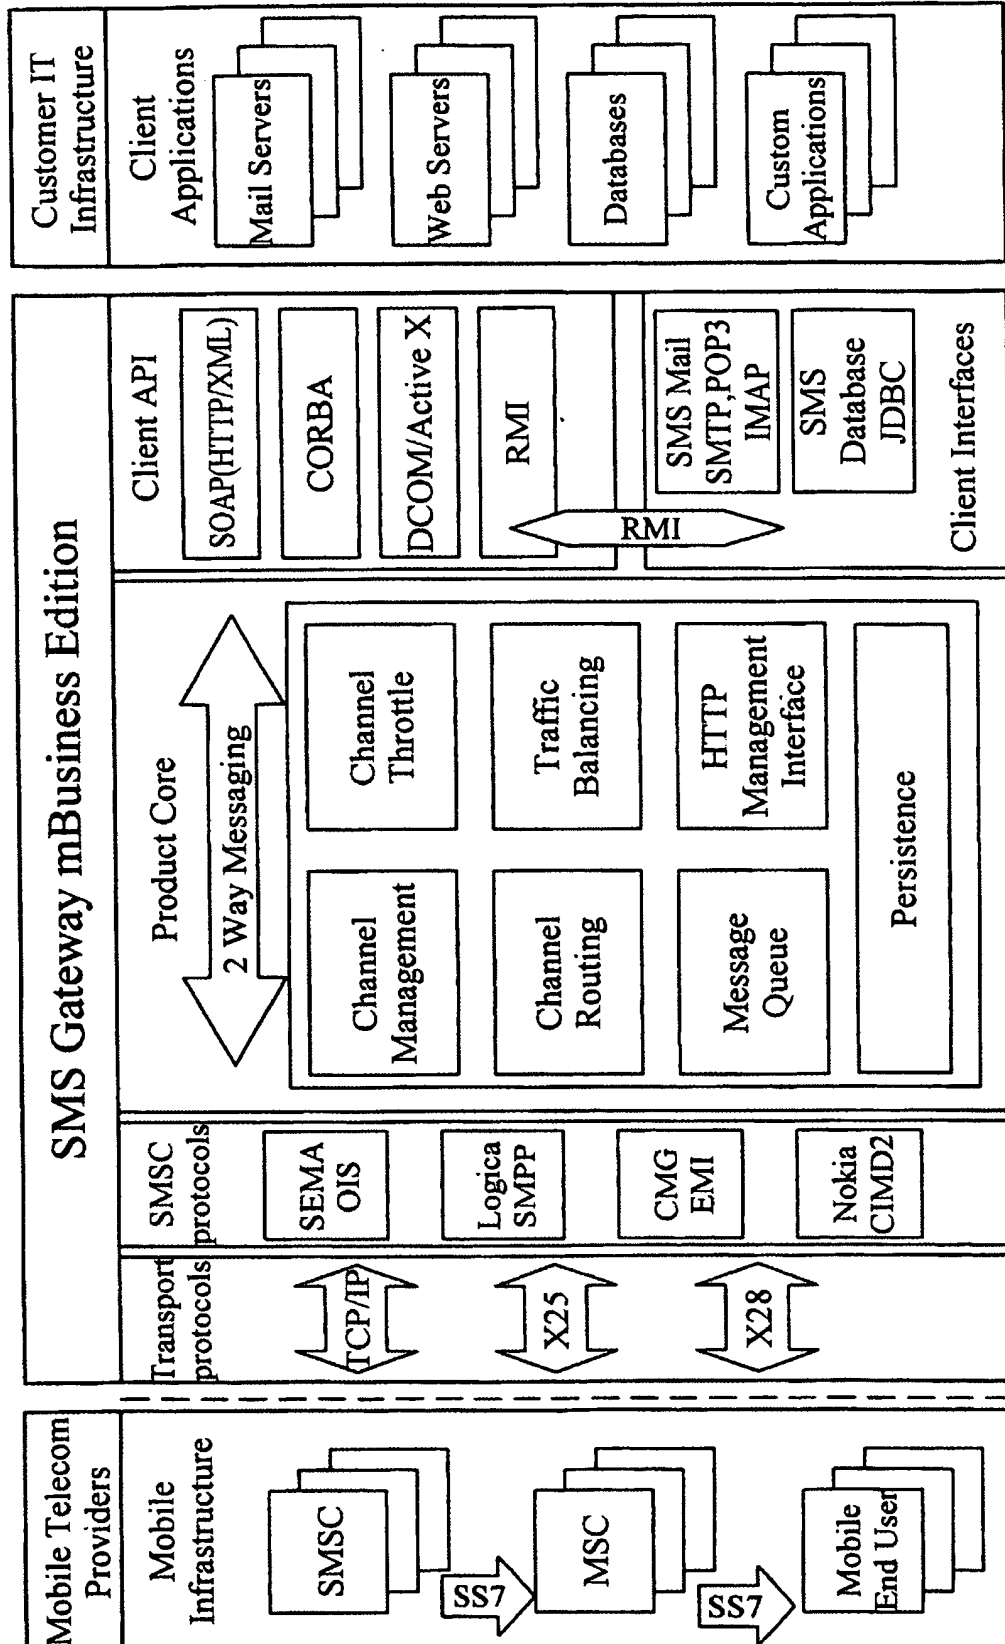 Mobile Telecom
Providers
Mobile
Infrastructure
SMSC
SS7
MSC
SS7
Mobile
End User
SMS Gateway mBusiness Edition
Transport
protocols
TCP/IP
X25
X28
SMSC
protocols
SEMA
OIS
Logica
SMPP
CMG
EMI
Nokia
CIMD2
Product Core
2 Way Messaging
Channel
Management
Channel
Throttle
Channel
Routing
Traffic
Balancing
Message
Queue
HTTP
Management
Interface
Persistence
Client API
SOAP(HTTP/XML)
CORBA
DCOM/Active X
RMI
RMI
SMS Mail
SMTP,POP3
IMAP
SMS
Database
JDBC
Client Interfaces
Customer IT
Infrastructure
Client
Applications
Mail Servers
Web Servers
Databases
Custom
Applications